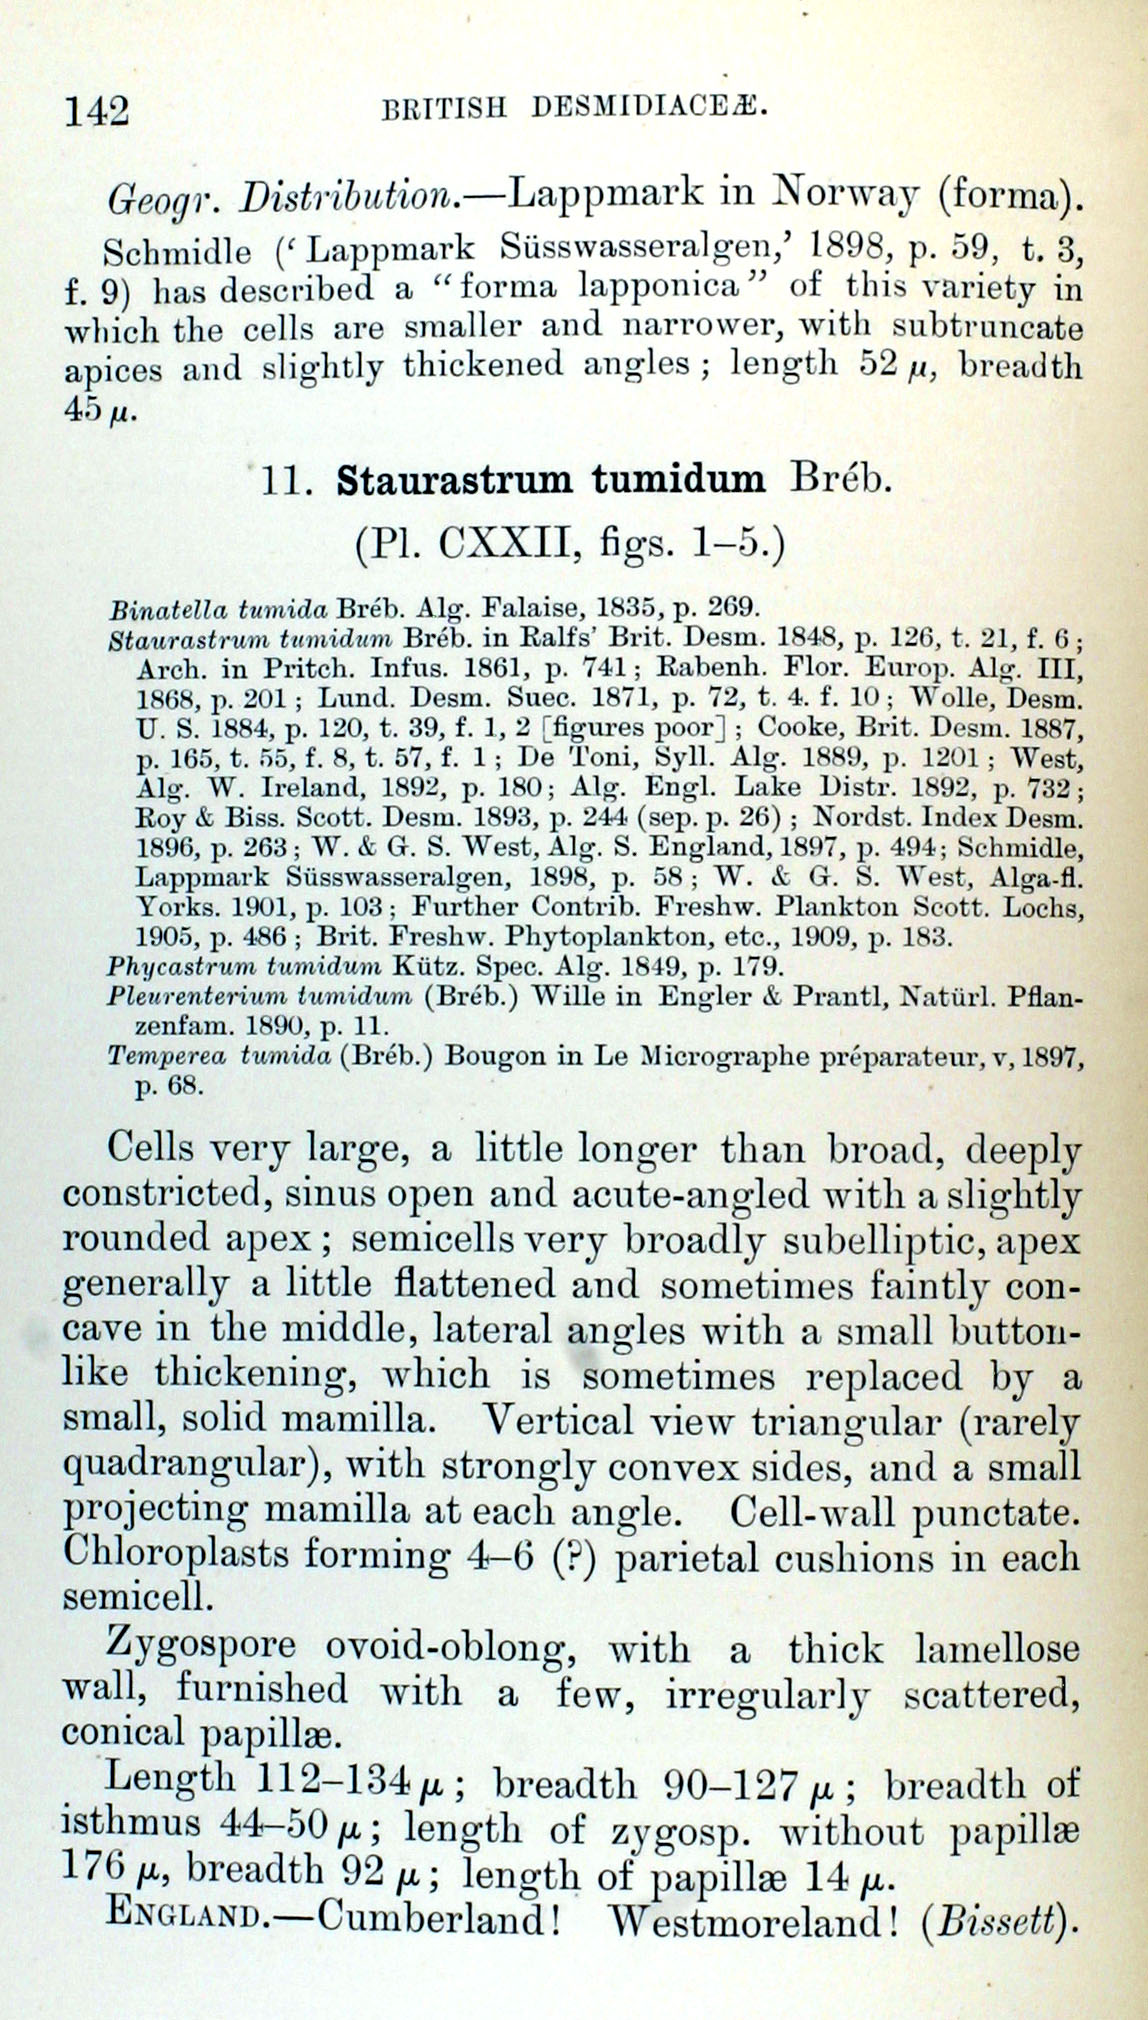 142
BRITISH DESMIDIACEÆ.
Geogr. Distribution.—Lappmark in Norway (forma).
Schmidle (‘ Lappmark Süsswasseralgen,’ 1898, p. 59, t. 3,
f. 9) has described a “forma lapponica” of this variety in
which the cells are smaller and narrower, with subtruncate
apices and slightly thickened angles ; length 52 μ, breadth
45 μ.
11. Staurastrum tumidum Bréb.
(Pl. CXXII, figs. 1–5.)
Binatella tumida Bréb. Alg. Falaise, 1835, p. 269.
Staurastrum tumidum Bréb. in Ralfs’ Brit. Desm. 1848, p. 126, t. 21, f. 6 ;
Arch. in Pritch. Infus. 1861, p. 741 ; Rabenh. Flor. Europ. Alg. III,
1868, p. 201 ; Lund. Desm. Suec. 1871, p. 72, t. 4. f. 10 ; Wolle, Desm.
U. S. 1884, p. 120, t. 39, f. 1, 2 [figures poor] ; Cooke, Brit. Desm. 1887,
p. 165, t. 55, f. 8, t. 57, f. 1 ; De Toni, Syll. Alg. 1889, p. 1201 ; West,
Alg. W. Ireland, 1892, p. 180 ; Alg. Engl. Lake Distr. 1892, p. 732 ;
Roy & Biss. Scott. Desm. 1893, p. 244 (sep. p. 26) ; Nordst. Index Desm.
1896, p. 263 ; W. & G. S. West, Alg. S. England, 1897, p. 494; Schmidle,
Lappmark Süsswasseralgen, 1898, p. 58 ; W. & G. S. West, Alga-fl.
Yorks. 1901, p. 103 ; Further Contrib. Freshw. Plankton Scott. Lochs,
1905, p. 486 ; Brit. Freshw. Phytoplankton, etc., 1909, p. 183.
Phycastrum tumidum Kütz. Spec. Alg. 1849, p. 179.
Pleurenterium tumidum (Bréb.) Wille in Engler & Prantl, Natürl. Pflan-
zenfam. 1890, p. 11.
Temperea tumida (Bréb.) Bougon in Le Micrographe préparateur, v, 1897,
p. 68.
Cells very large, a little longer than broad, deeply
constricted, sinus open and acute-angled with a slightly
rounded apex ; semicells very broadly subelliptic, apex
generally a little flattened and sometimes faintly con-
cave in the middle, lateral angles with a small button-
like thickening, which is sometimes replaced by a
small, solid mamilla. Vertical view triangular (rarely
quadrangular), with strongly convex sides, and a small
projecting mamilla at each angle. Cell-wall punctate.
Chloroplasts forming 4–6 (?) parietal cushions in each
semicell.
Zygospore ovoid-oblong, with a thick lamellose
wall, furnished with a few, irregularly scattered,
conical papillæ.
Length 112–134 μ ; breadth 90–127 μ ; breadth of
isthmus 44–50 μ ; length of zygosp. without papillæ
176 μ, breadth 92 μ ; length of papillæ 14 μ.
ENGLAND.—Cumberland! Westmoreland! (Bissett).